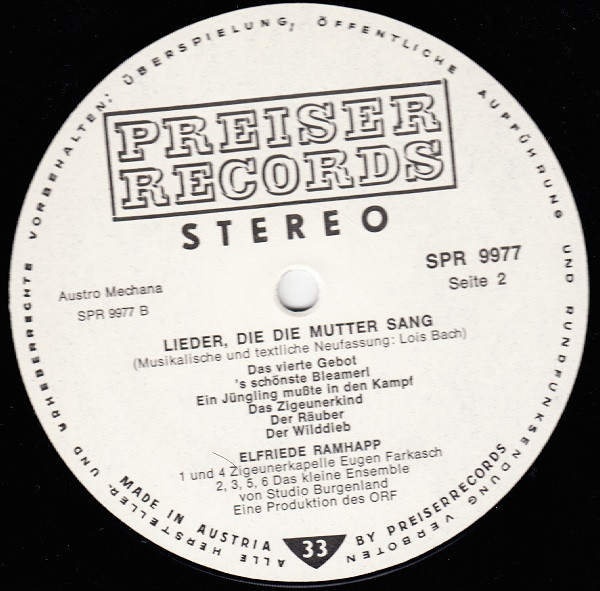 ALLE HERSTELLER- UND URHEBERRECHTE VORBEHALTEN; ÜBERSPIELUNG, ÖFFENTLICHE AUFFÜHRUNG UND RUNDFUNKSENDUNG VERBOTEN
PREISER
RECORDS
STEREO
SPR 9977
Seite 2
Austro Mechana
SPR 9977 B
LIEDER, DIE DIE MUTTER SANG
(Musikalische und textliche Neufassung: Lois Bach)
Das vierte Gebot
's schönste Bleamerl
Ein Jüngling mußte in den Kampf
Das Zigeunerkind
Der Räuber
Der Wilddieb
ELFRIEDE RAMHAPP
1 und 4 Zigeunerkapelle Eugen Farkasch
2, 3, 5, 6 Das kleine Ensemble
von Studio Burgenland
Eine Produktion des ORF
MADE IN AUSTRIA
33
BY PREISERRECORDS